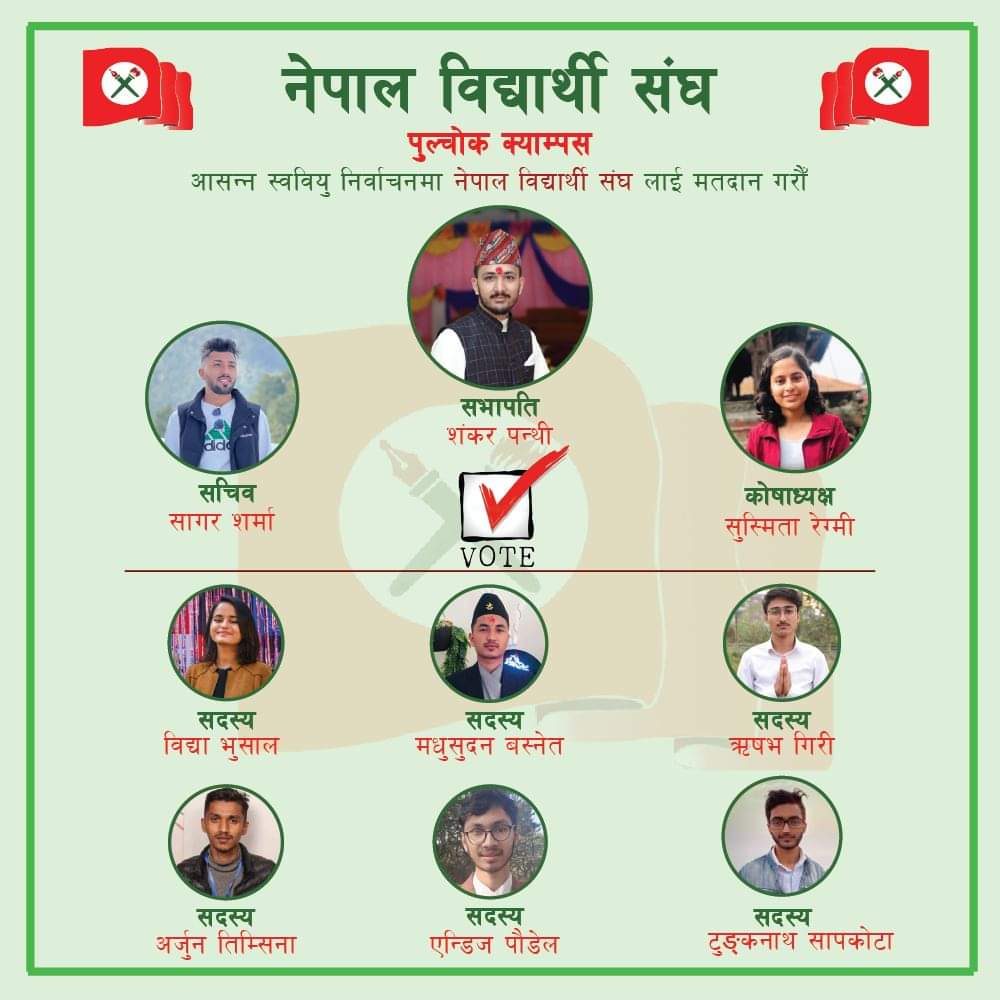 नेपाल विद्यार्थी संघ
पुल्चोक क्याम्पस
आसन्न स्ववियु निर्वाचनमा नेपाल विद्यार्थी संघ लाई मतदान गरौँ
सभापति
शंकर पन्थी
सचिव
सागर शर्मा
कोषाध्यक्ष
सुस्मिता रेग्मी
VOTE
सदस्य
विद्या भुसाल
सदस्य
मधुसुदन बस्नेत
सदस्य
ऋषभ गिरी
सदस्य
अर्जुन तिम्सिना
सदस्य
एन्डिज पौडेल
सदस्य
टुङ्कनाथ सापकोटा